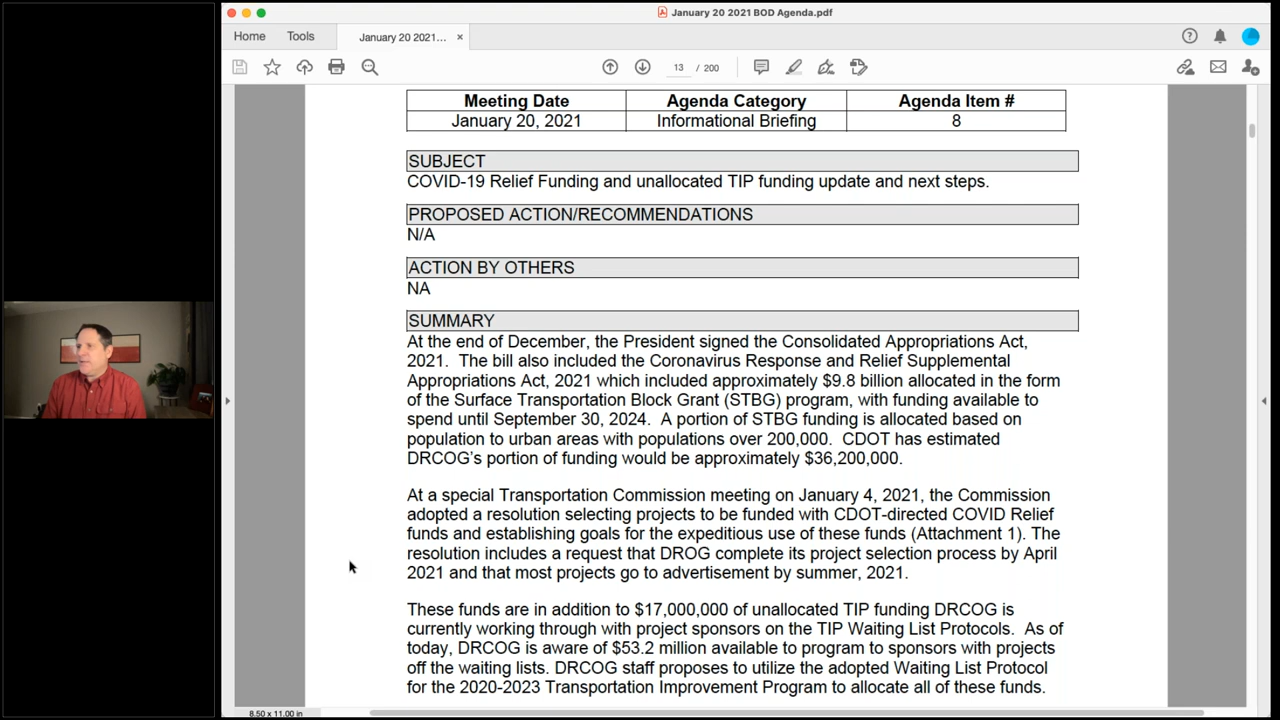 January 20 2021 BOD Agenda.pdf
Home
Tools
January 20 2021...
13 / 200
Meeting Date Agenda Category Agenda Item #
January 20, 2021 Informational Briefing 8
SUBJECT
COVID-19 Relief Funding and unallocated TIP funding update and next steps.
PROPOSED ACTION/RECOMMENDATIONS
N/A
ACTION BY OTHERS
NA
SUMMARY
At the end of December, the President signed the Consolidated Appropriations Act,
2021. The bill also included the Coronavirus Response and Relief Supplemental
Appropriations Act, 2021 which included approximately $9.8 billion allocated in the form
of the Surface Transportation Block Grant (STBG) program, with funding available to
spend until September 30, 2024. A portion of STBG funding is allocated based on
population to urban areas with populations over 200,000. CDOT has estimated
DRCOG's portion of funding would be approximately $36,200,000.
At a special Transportation Commission meeting on January 4, 2021, the Commission
adopted a resolution selecting projects to be funded with CDOT-directed COVID Relief
funds and establishing goals for the expeditious use of these funds (Attachment 1). The
resolution includes a request that DROG complete its project selection process by April
2021 and that most projects go to advertisement by summer, 2021.
These funds are in addition to $17,000,000 of unallocated TIP funding DRCOG is
currently working through with project sponsors on the TIP Waiting List Protocols. As of
today, DRCOG is aware of $53.2 million available to program to sponsors with projects
off the waiting lists. DRCOG staff proposes to utilize the adopted Waiting List Protocol
for the 2020-2023 Transportation Improvement Program to allocate all of these funds.
8.50 x 11.00 in